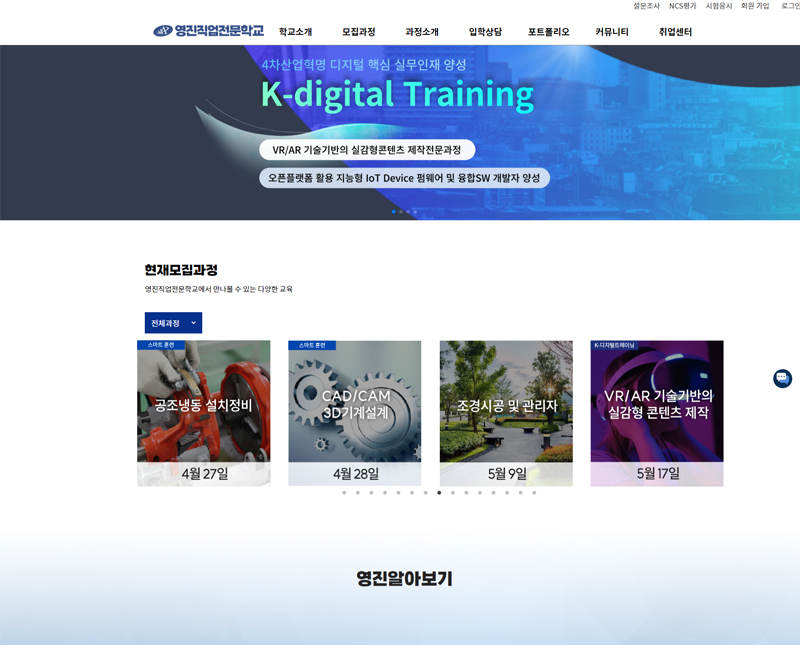 설문조사 NCS평가 시험응시 회원 가입 로그인
영진직업전문학교 학교소개 모집과정 과정소개 입학상담 포트폴리오 커뮤니티 취업센터
4차산업혁명 디지털 핵심 실무인재 양성
K-digital Training
VR/AR 기술기반의 실감형콘텐츠 제작전문과정
오픈플랫폼 활용 지능형 IoT Device 펌웨어 및 융합SW 개발자 양성
현재모집과정
영진직업전문학교에서 만나볼 수 있는 다양한 교육
전체과정
스마트 훈련
공조냉동 설치정비
4월 27일
스마트 훈련
CAD/CAM
3D기계설계
4월 28일
조경시공 및 관리자
5월 9일
K-디지털트레이닝
VR/AR 기술기반의
실감형 콘텐츠 제작
5월 17일
영진알아보기